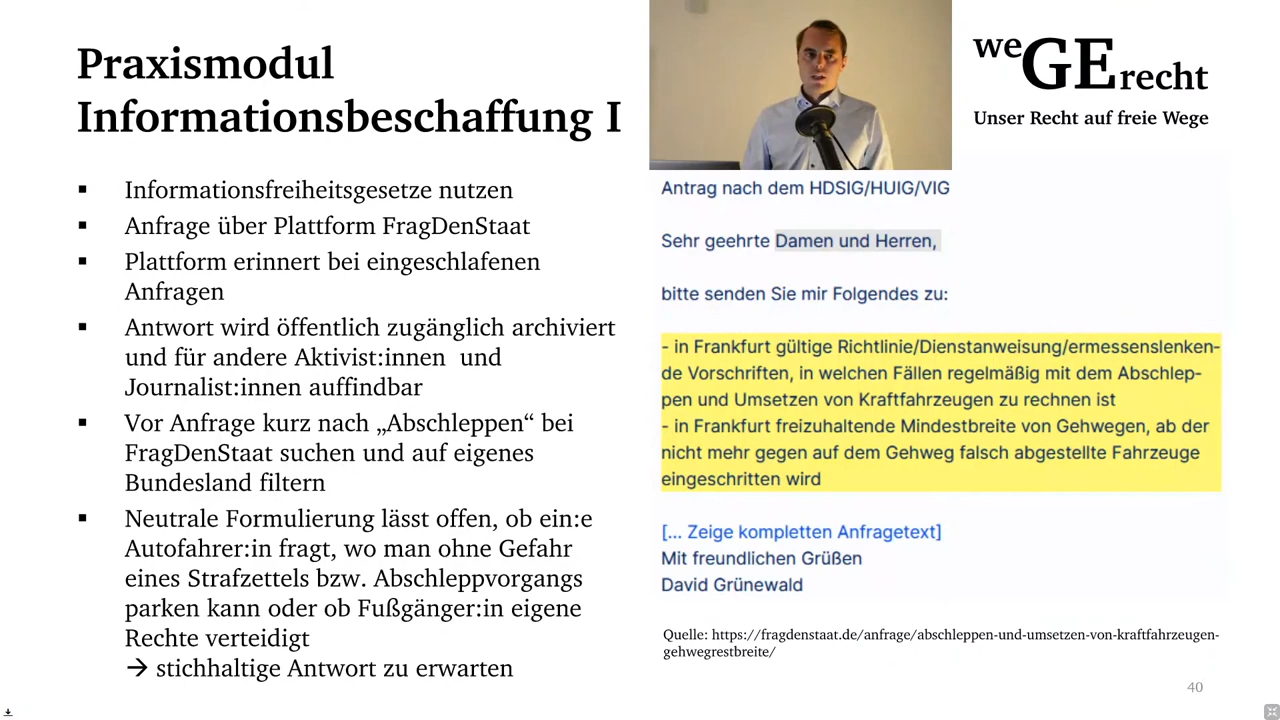 Praxismodul
Informationsbeschaffung I
▪ Informationsfreiheitsgesetze nutzen
▪ Anfrage über Plattform FragDenStaat
▪ Plattform erinnert bei eingeschlafenen
Anfragen
▪ Antwort wird öffentlich zugänglich archiviert
und für andere Aktivist:innen und
Journalist:innen auffindbar
▪ Vor Anfrage kurz nach „Abschleppen“ bei
FragDenStaat suchen und auf eigenes
Bundesland filtern
▪ Neutrale Formulierung lässt offen, ob ein:e
Autofahrer:in fragt, wo man ohne Gefahr
eines Strafzettels bzw. Abschleppvorgangs
parken kann oder ob Fußgänger:in eigene
Rechte verteidigt
→ stichhaltige Antwort zu erwarten
weGErecht
Unser Recht auf freie Wege
Antrag nach dem HDSIG/HUIG/VIG
Sehr geehrte Damen und Herren,
bitte senden Sie mir Folgendes zu:
- in Frankfurt gültige Richtlinie/Dienstanweisung/ermessenslenken-
de Vorschriften, in welchen Fällen regelmäßig mit dem Abschlep-
pen und Umsetzen von Kraftfahrzeugen zu rechnen ist
- in Frankfurt freizuhaltende Mindestbreite von Gehwegen, ab der
nicht mehr gegen auf dem Gehweg falsch abgestellte Fahrzeuge
eingeschritten wird
[... Zeige kompletten Anfragetext]
Mit freundlichen Grüßen
David Grünewald
Quelle: https://fragdenstaat.de/anfrage/abschleppen-und-umsetzen-von-kraftfahrzeugen-
gehwegrestbreite/
40